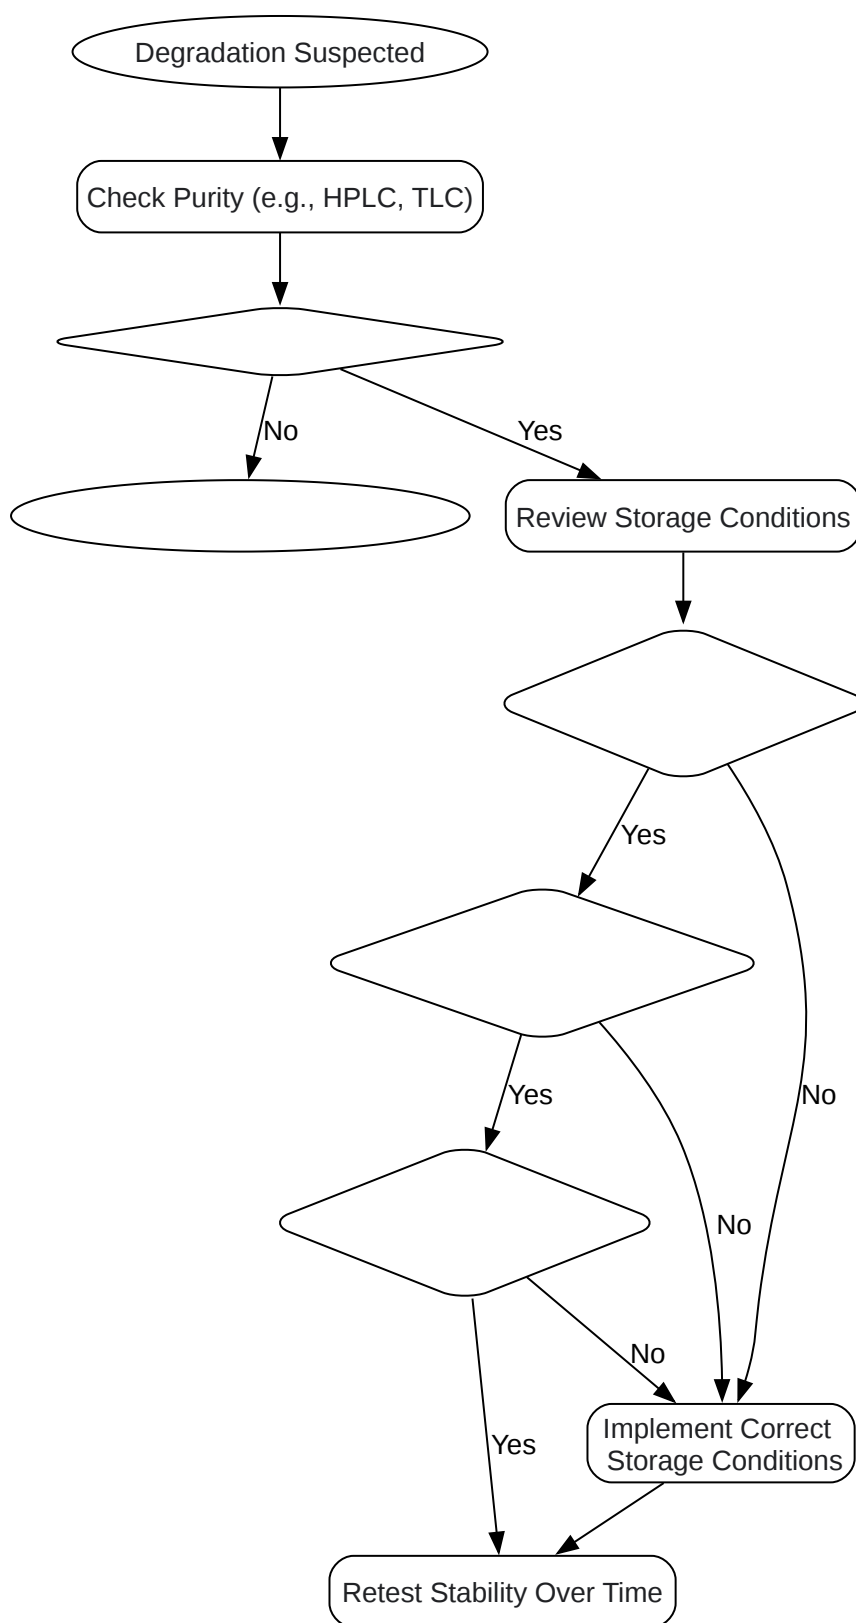 Degradation Suspected
Check Purity (e.g., HPLC, TLC)
No
Yes
Review Storage Conditions
Yes
Yes
No
No
No
Yes
Implement Correct
Storage Conditions
Retest Stability Over Time